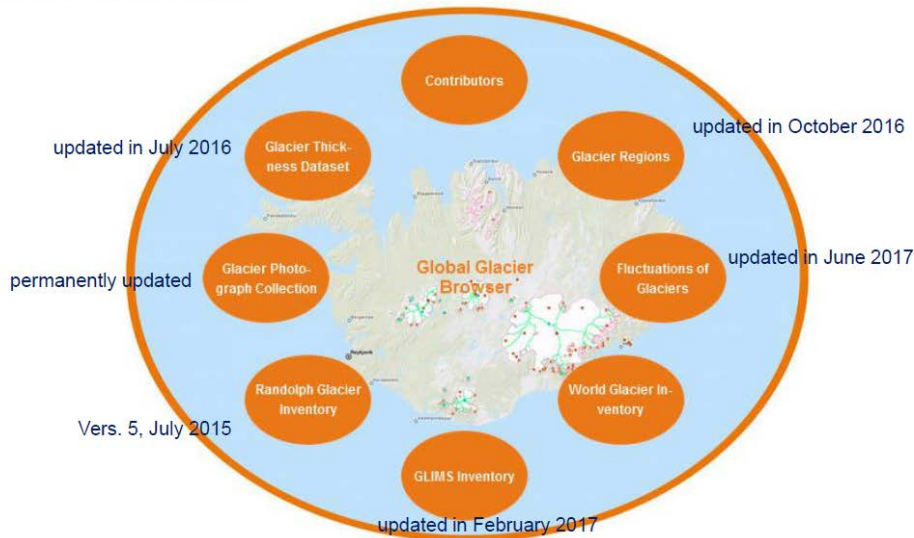 Contributors
updated in October 2016
updated in July 2016
Glacier Thick-
ness Dataset
Glacier Regions
Global Glacier
Browser
permanently updated
Glacier Photo-
graph Collection
Fluctuations of
Glaciers
updated in June 2017
Reykjavik
Randolph Glacier
Inventory
World Glacier In-
ventory
Vers. 5, July 2015
GLIMS Inventory
updated in February 2017